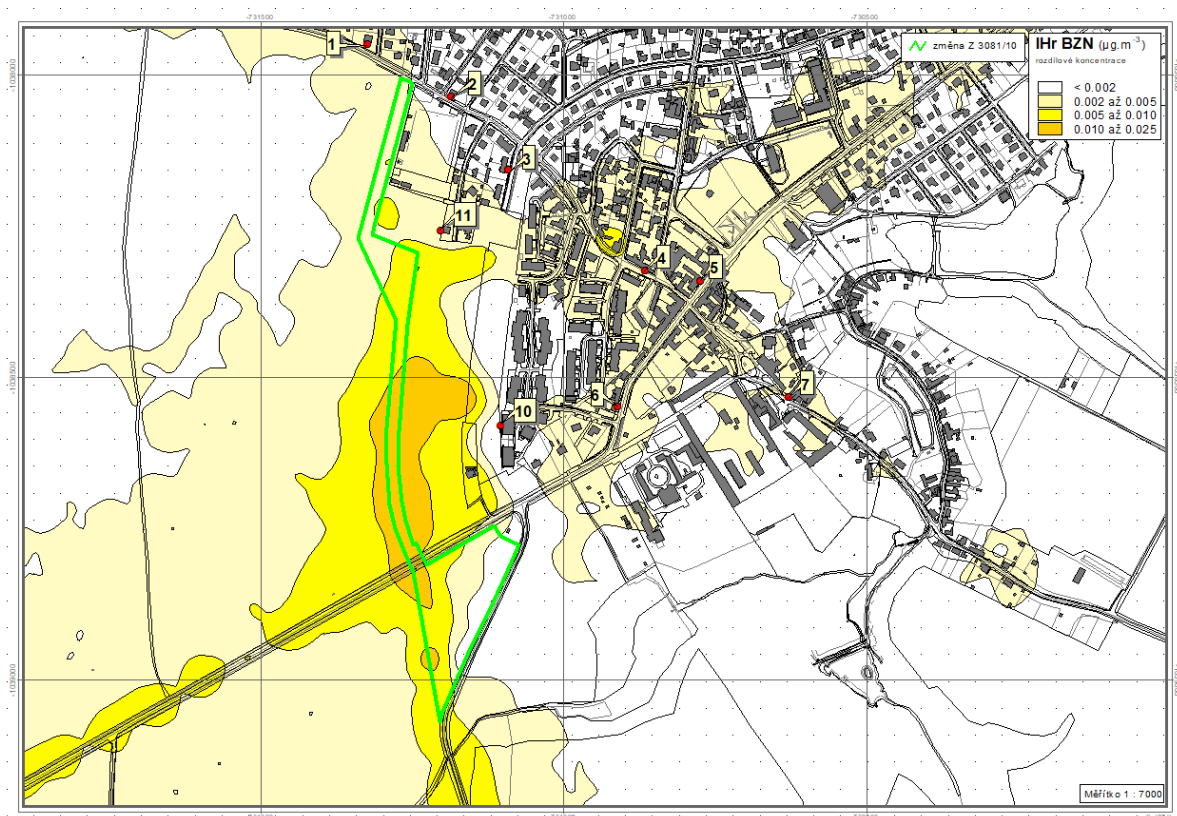 -731500
-731000
-730500
změna Z 3081/10
IHr BZN (µg.m⁻³)
rozdílové koncentrace
< 0.002
0.002 až 0.005
0.005 až 0.010
0.010 až 0.025
-1038000
1
2
3
11
4
5
-1038500
6
7
10
-1039000
Měřítko 1 : 7000